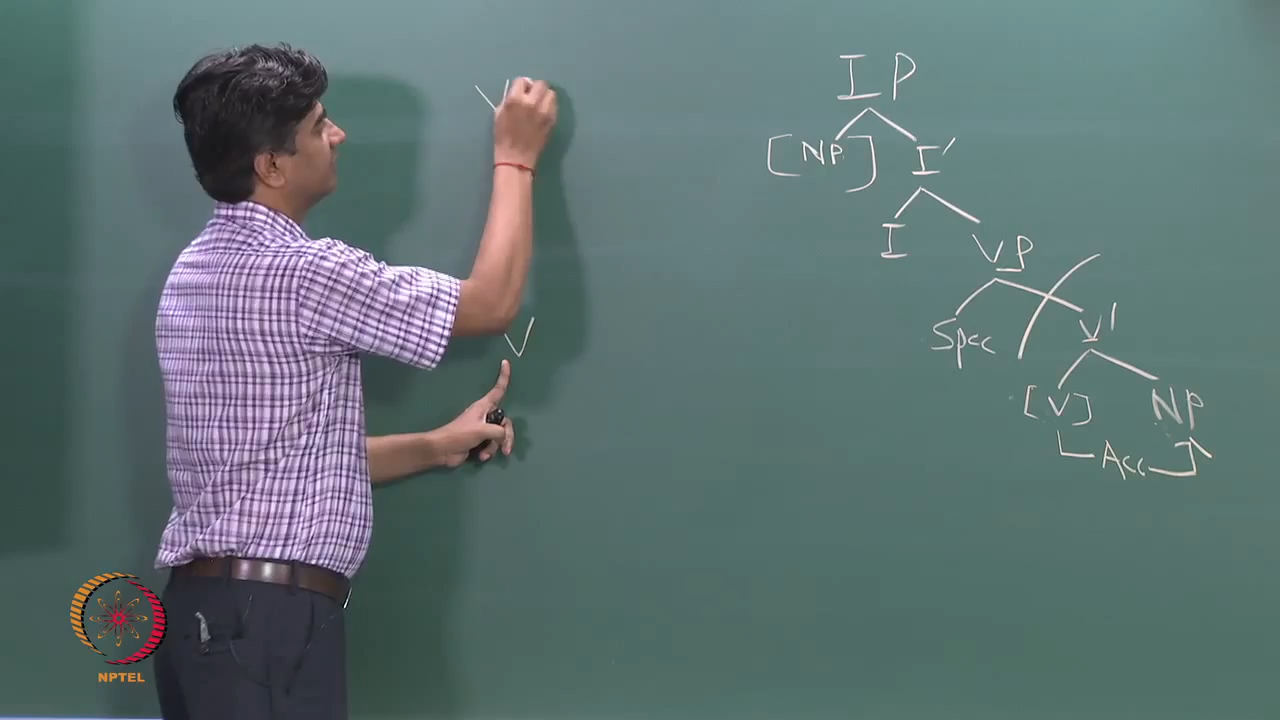 IP
[NP] I'
I
VP
Spec V'
[V] NP
Acc
V
V
NPTEL